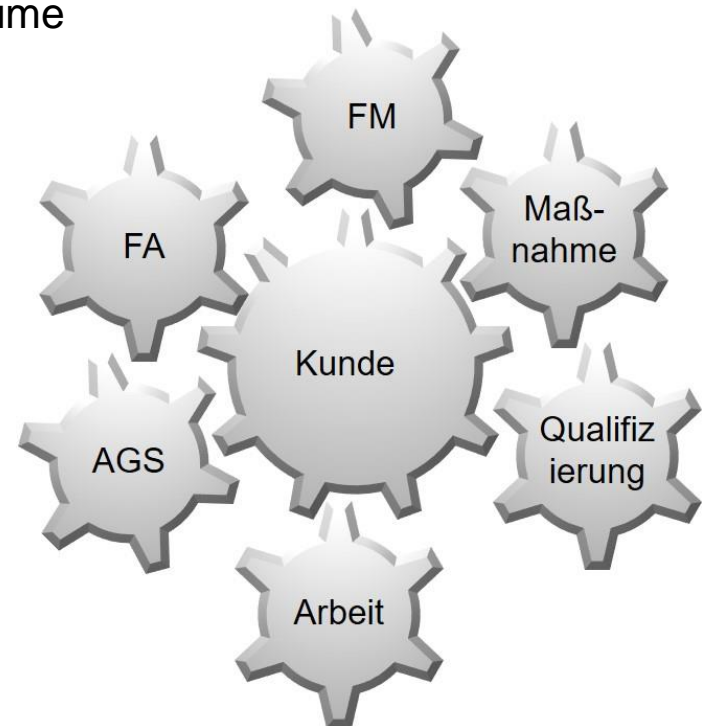 ume
FM
FA
Maß-
nahme
Kunde
AGS
Qualifiz
ierung
Arbeit